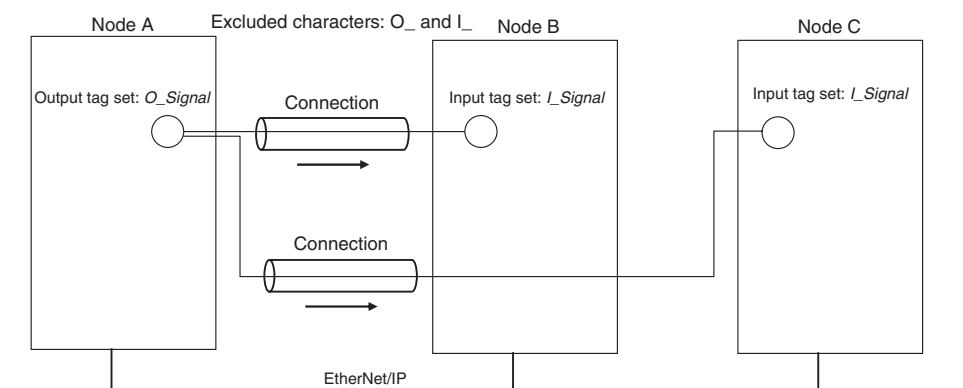 Node A
Excluded characters: O_ and I_
Node B
Node C
Output tag set: O_Signal
Connection
Input tag set: I_Signal
Input tag set: I_Signal
Connection
EtherNet/IP